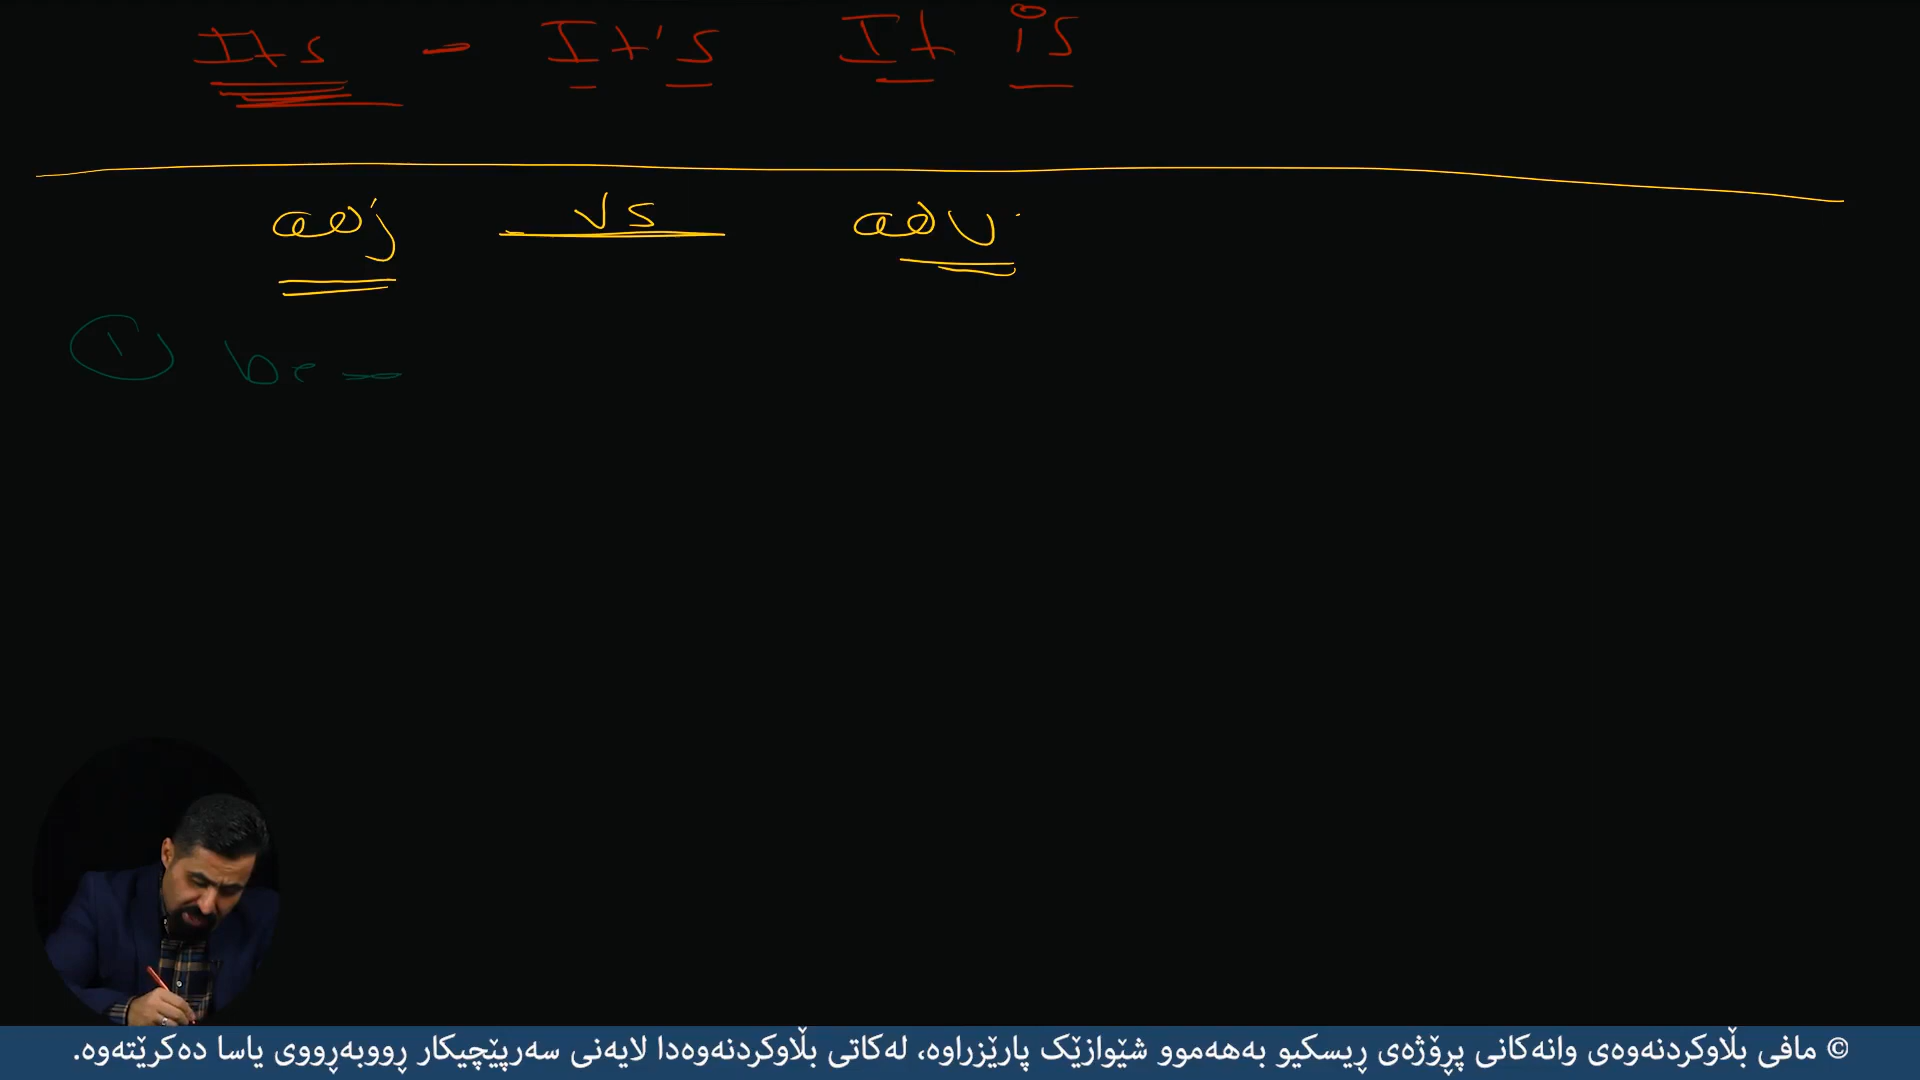 Its - It's It is
adj vs adv.
1 be -
© مافی بڵاوکردنەوەی وانەکانی پڕۆژەی ڕیسکیو بەهەموو شێوازێک پارێزراوە، لەکاتی بڵاوکردنەوەدا لایەنی سەرپێچیکار ڕووبەڕووی یاسا دەکرێتەوە.